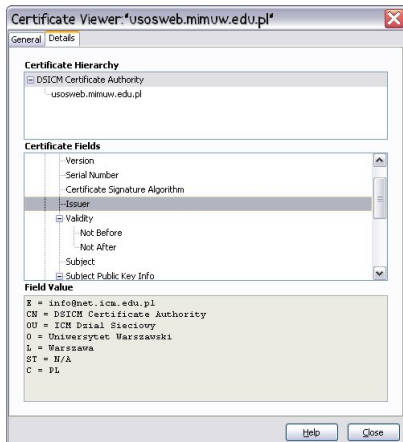 Certificate Viewer:"usosweb.mimuw.edu.pl"
General Details
Certificate Hierarchy
DSICM Certificate Authority
usosweb.mimuw.edu.pl
Certificate Fields
Version
Serial Number
Certificate Signature Algorithm
Issuer
Validity
Not Before
Not After
Subject
Subject Public Key Info
Field Value
E = info@net.icm.edu.pl
CN = DSICM Certificate Authority
OU = ICM Dzial Sieciowy
O = Uniwersytet Warszawski
L = Warszawa
ST = N/A
C = PL
Help Close